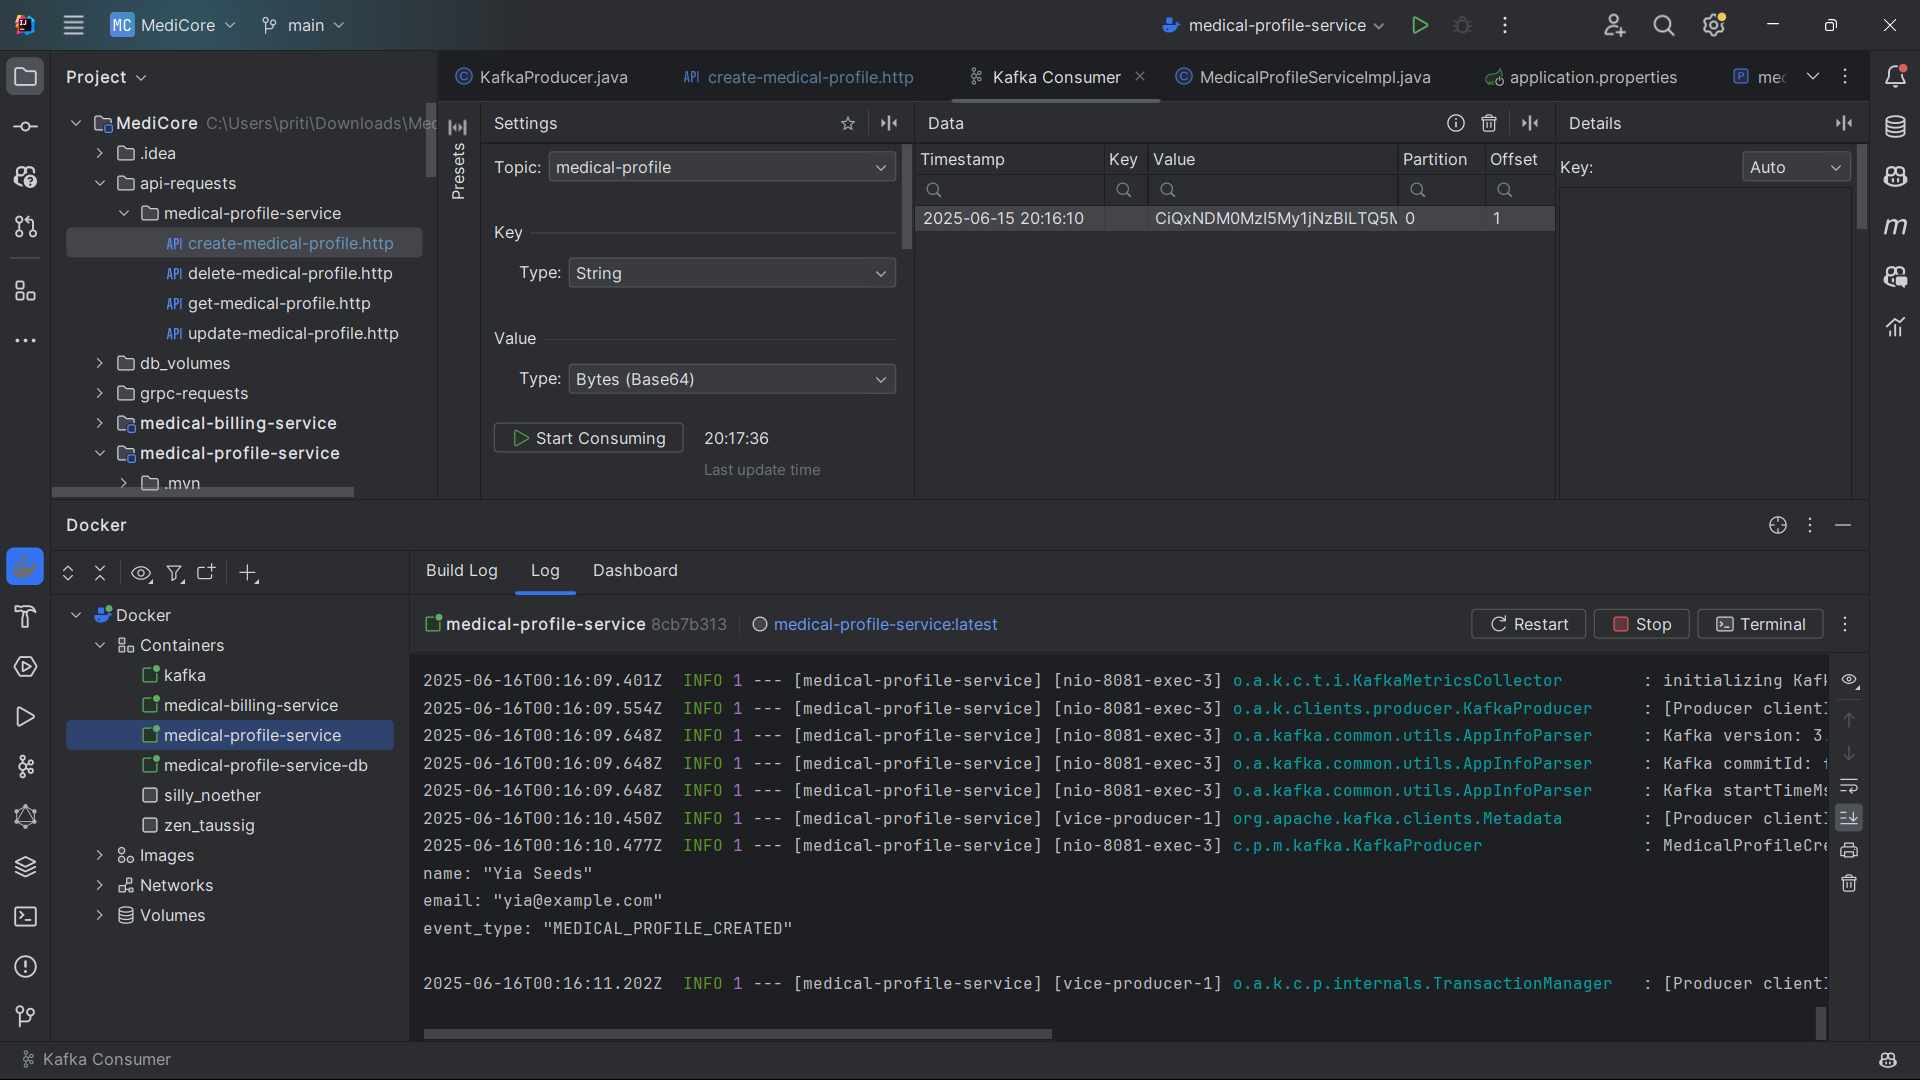 MC MediCore main medical-profile-service
Project
KafkaProducer.java
API create-medical-profile.http
Kafka Consumer
MedicalProfileServiceImpl.java
application.properties
MediCore C:\Users\priti\Downloads\Med
.idea
api-requests
medical-profile-service
API create-medical-profile.http
API delete-medical-profile.http
API get-medical-profile.http
API update-medical-profile.http
db_volumes
grpc-requests
medical-billing-service
medical-profile-service
.mvn
Presets
Settings
Topic: medical-profile
Key
Type: String
Value
Type: Bytes (Base64)
Start Consuming 20:17:36
Last update time
Data
Timestamp Key Value Partition Offset
2025-06-15 20:16:10 0 1
Details
Key: Auto
Docker
Docker
Containers
kafka
medical-billing-service
medical-profile-service
medical-profile-service-db
silly_noether
zen_taussig
Images
Networks
Volumes
Build Log Log Dashboard
medical-profile-service 8cb7b313 medical-profile-service:latest Restart Stop Terminal
2025-06-16T00:16:09.401Z INFO 1 --- [medical-profile-service] [nio-8081-exec-3] o.a.k.c.t.i.KafkaMetricsCollector : initializing Kafk
2025-06-16T00:16:09.554Z INFO 1 --- [medical-profile-service] [nio-8081-exec-3] o.a.k.clients.producer.KafkaProducer : [Producer client
2025-06-16T00:16:09.648Z INFO 1 --- [medical-profile-service] [nio-8081-exec-3] o.a.kafka.common.utils.AppInfoParser : Kafka version: 3.
2025-06-16T00:16:09.648Z INFO 1 --- [medical-profile-service] [nio-8081-exec-3] o.a.kafka.common.utils.AppInfoParser : Kafka commitId:
2025-06-16T00:16:09.648Z INFO 1 --- [medical-profile-service] [nio-8081-exec-3] o.a.kafka.common.utils.AppInfoParser : Kafka startTimeMs
2025-06-16T00:16:10.450Z INFO 1 --- [medical-profile-service] [vice-producer-1] org.apache.kafka.clients.Metadata : [Producer client
2025-06-16T00:16:10.477Z INFO 1 --- [medical-profile-service] [nio-8081-exec-3] c.p.m.kafka.KafkaProducer : MedicalProfileCre
name: "Yia Seeds"
email: "yia@example.com"
event_type: "MEDICAL_PROFILE_CREATED"
2025-06-16T00:16:11.202Z INFO 1 --- [medical-profile-service] [vice-producer-1] o.a.k.c.p.internals.TransactionManager : [Producer client
Kafka Consumer